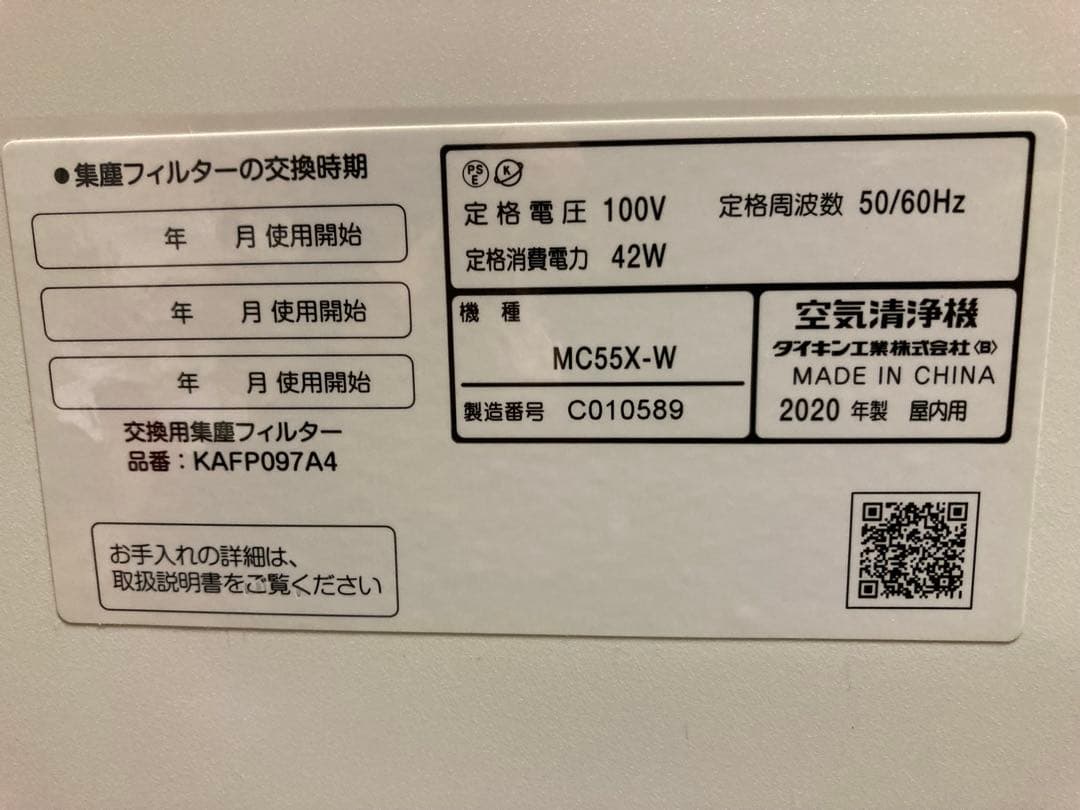 ●集塵フィルターの交換時期
年 月 使用開始
年 月 使用開始
年 月 使用開始
交換用集塵フィルター
品番：KAFP097A4
お手入れの詳細は、
取扱説明書をご覧ください
PSE K
定格電圧 100V 定格周波数 50/60Hz
定格消費電力 42W
機種
MC55X-W
製造番号 C010589
空気清浄機
ダイキン工業株式会社〈B〉
MADE IN CHINA
2020 年製 屋内用